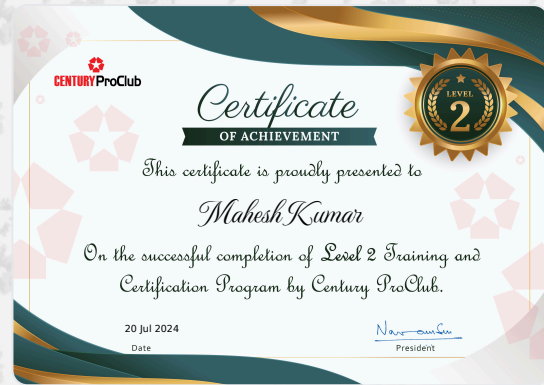 CENTURY ProClub
LEVEL
2
Certificate
OF ACHIEVEMENT
This certificate is proudly presented to
Mahesh Kumar
On the successful completion of Level 2 Training and
Certification Program by Century ProClub.
20 Jul 2024
Date
President